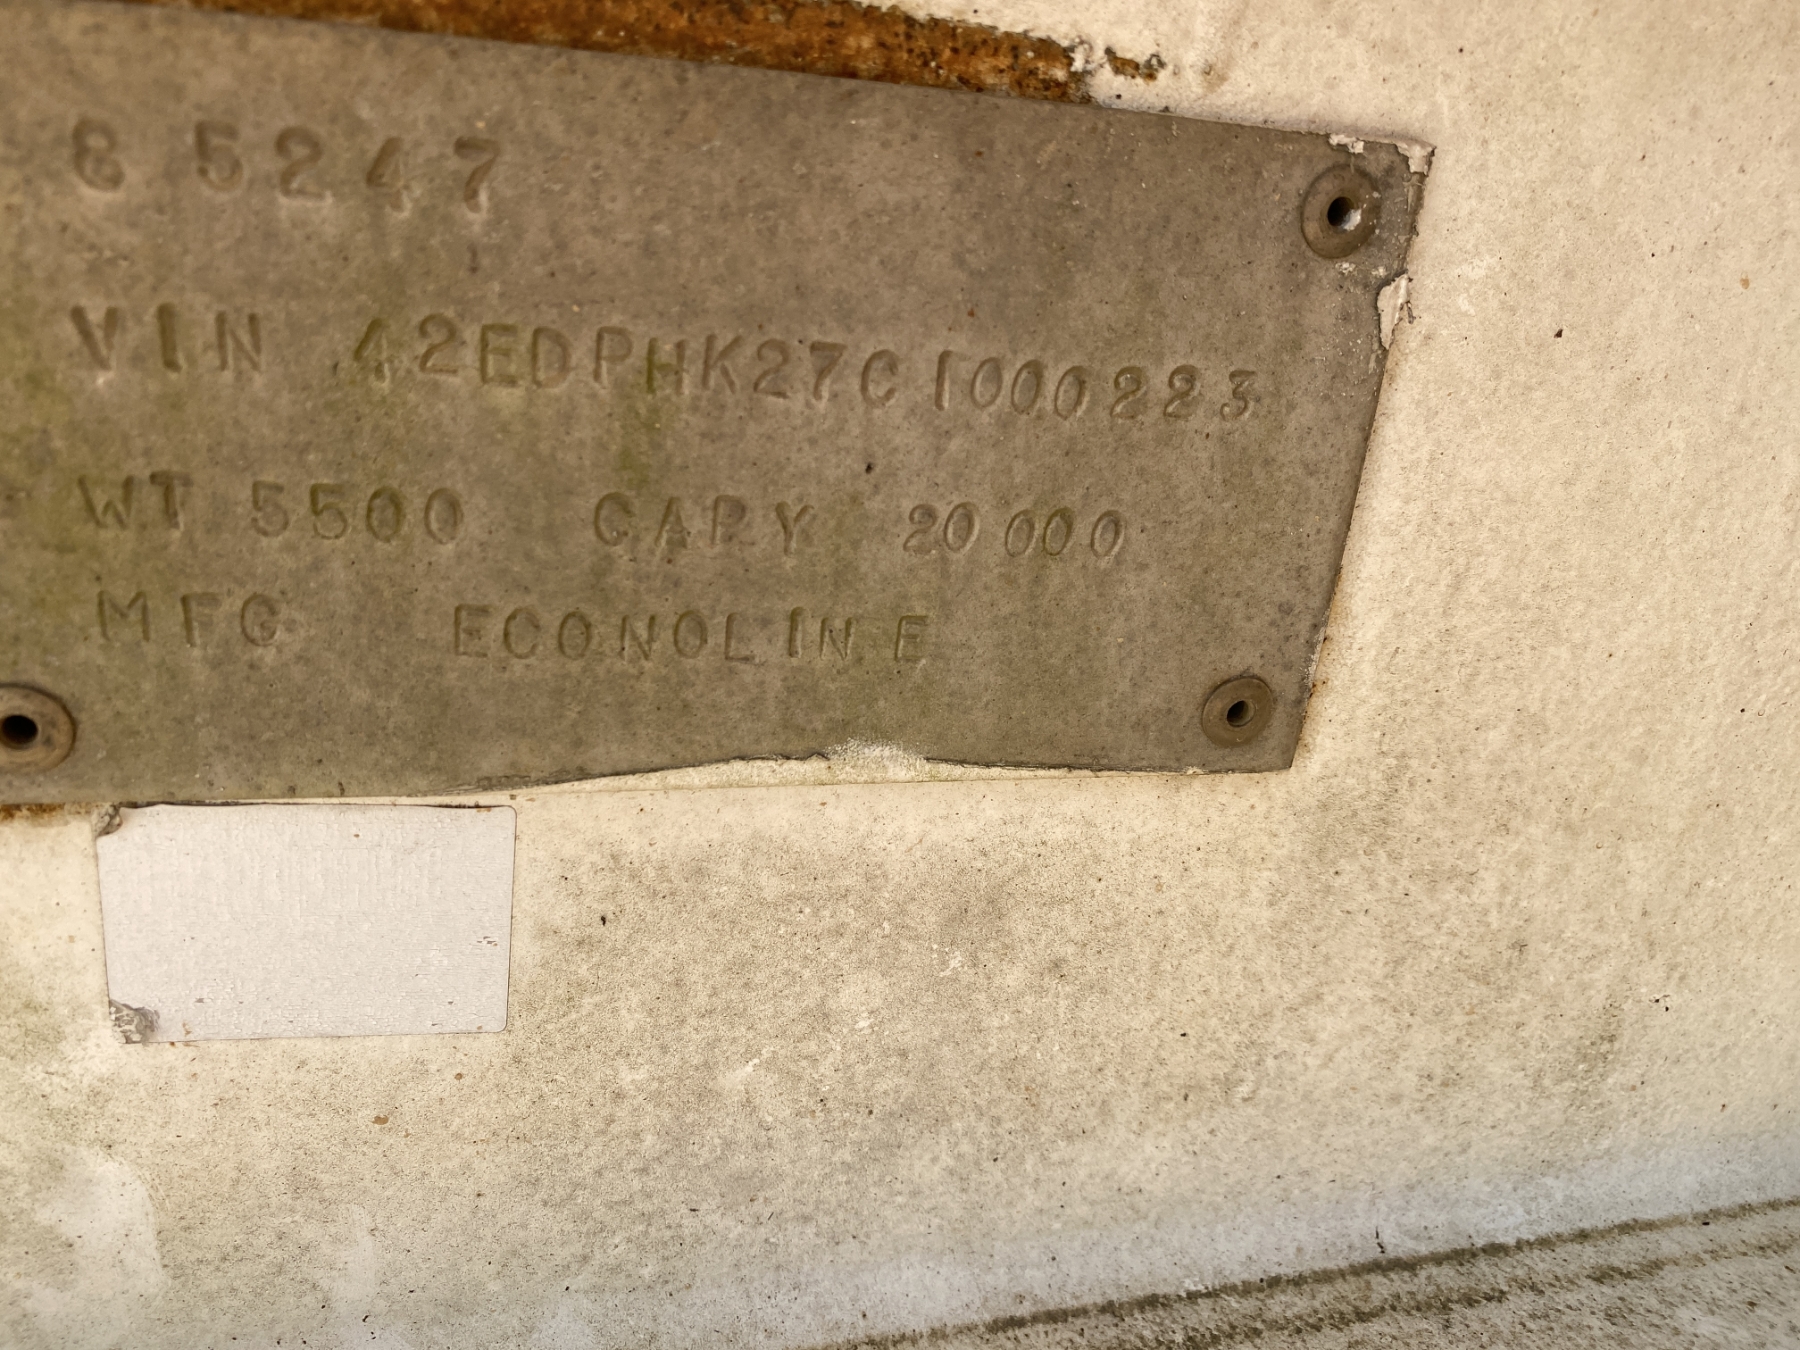 8 5247
VIN 42EDPHK27C1000223
WT 5500 CAPY 20000
MFG ECONOLINE